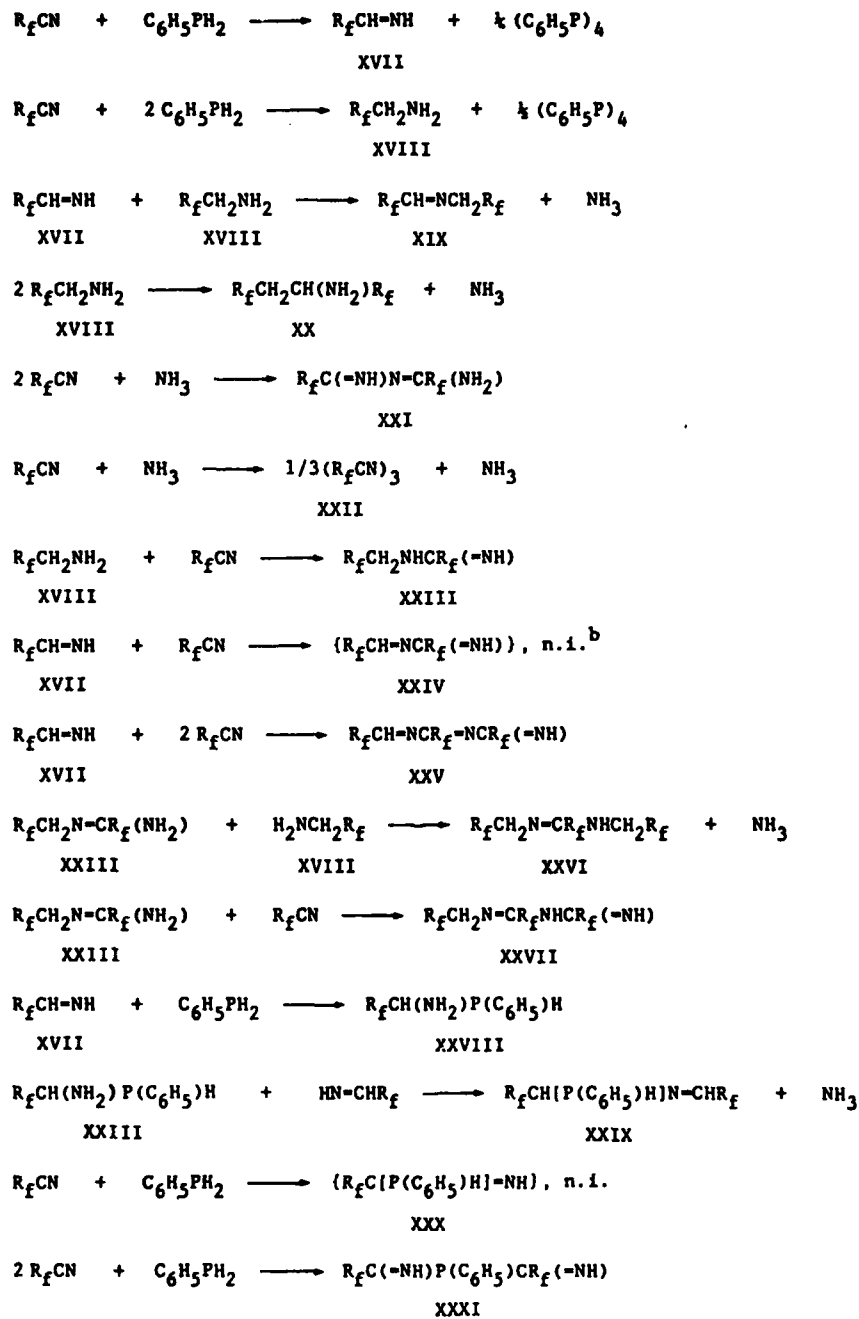 RfCN + C6H5PH2 → RfCH=NH + ¼ (C6H5P)4
XVII
RfCN + 2 C6H5PH2 → RfCH2NH2 + ½ (C6H5P)4
XVIII
RfCH=NH + RfCH2NH2 → RfCH=NCH2Rf + NH3
XVII XVIII XIX
2 RfCH2NH2 → RfCH2CH(NH2)Rf + NH3
XVIII XX
2 RfCN + NH3 → RfC(=NH)N=CRf(NH2)
XXI
RfCN + NH3 → 1/3(RfCN)3 + NH3
XXII
RfCH2NH2 + RfCN → RfCH2NHCRf(=NH)
XVIII XXIII
RfCH=NH + RfCN → {RfCH=NCRf(=NH)}, n.i.b
XVII XXIV
RfCH=NH + 2 RfCN → RfCH=NCRf=NCRf(=NH)
XVII XXV
RfCH2N=CRf(NH2) + H2NCH2Rf → RfCH2N=CRfNHCH2Rf + NH3
XXIII XVIII XXVI
RfCH2N=CRf(NH2) + RfCN → RfCH2N=CRfNHCRf(=NH)
XXIII XXVII
RfCH=NH + C6H5PH2 → RfCH(NH2)P(C6H5)H
XVII XXVIII
RfCH(NH2)P(C6H5)H + HN=CHRf → RfCH[P(C6H5)H]N=CHRf + NH3
XXIII XXIX
RfCN + C6H5PH2 → {RfC[P(C6H5)H]=NH}, n.i.
XXX
2 RfCN + C6H5PH2 → RfC(=NH)P(C6H5)CRf(=NH)
XXXI